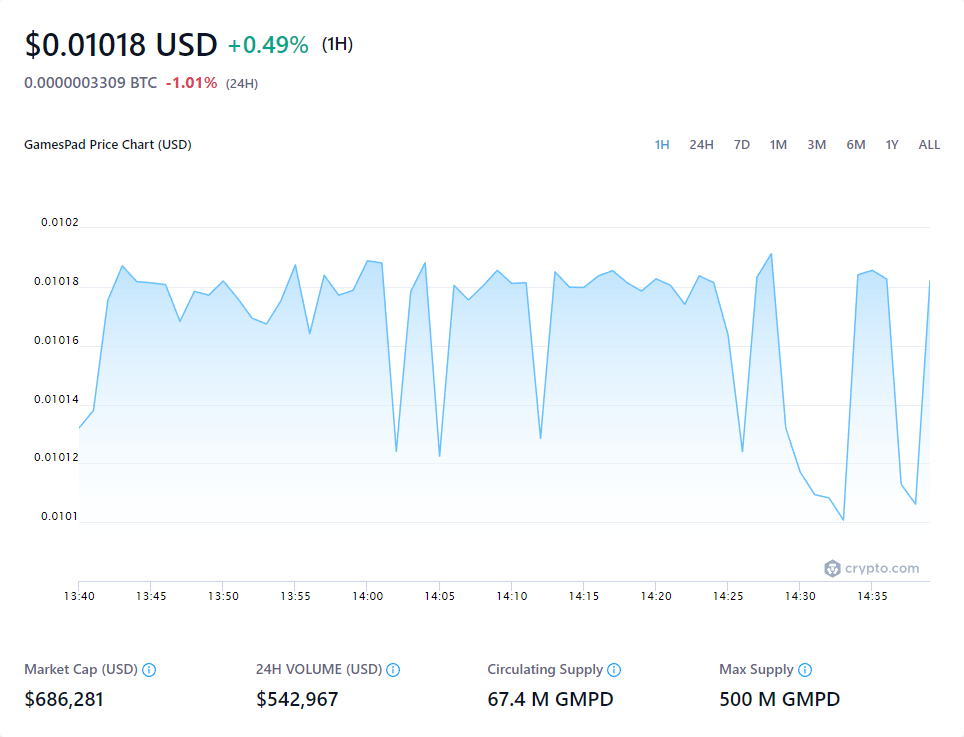 $0.01018 USD +0.49% (1H)
0.0000003309 BTC -1.01% (24H)
GamesPad Price Chart (USD) 1H 24H 7D 1M 3M 6M 1Y ALL
0.0102
0.01018
0.01016
0.01014
0.01012
0.0101
crypto.com
13:40 13:45 13:50 13:55 14:00 14:05 14:10 14:15 14:20 14:25 14:30 14:35
Market Cap (USD) 24H VOLUME (USD) Circulating Supply Max Supply
$686,281 $542,967 67.4 M GMPD 500 M GMPD